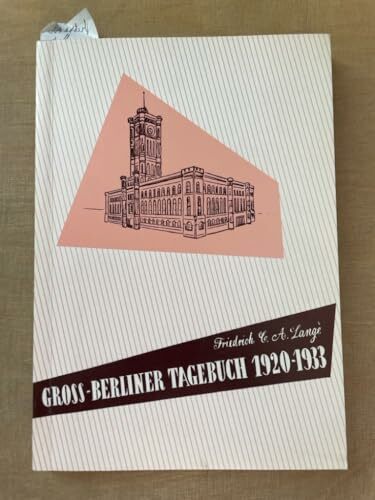 Friedrich C. A. Lange
GROSS-BERLINER TAGEBUCH 1920-1933